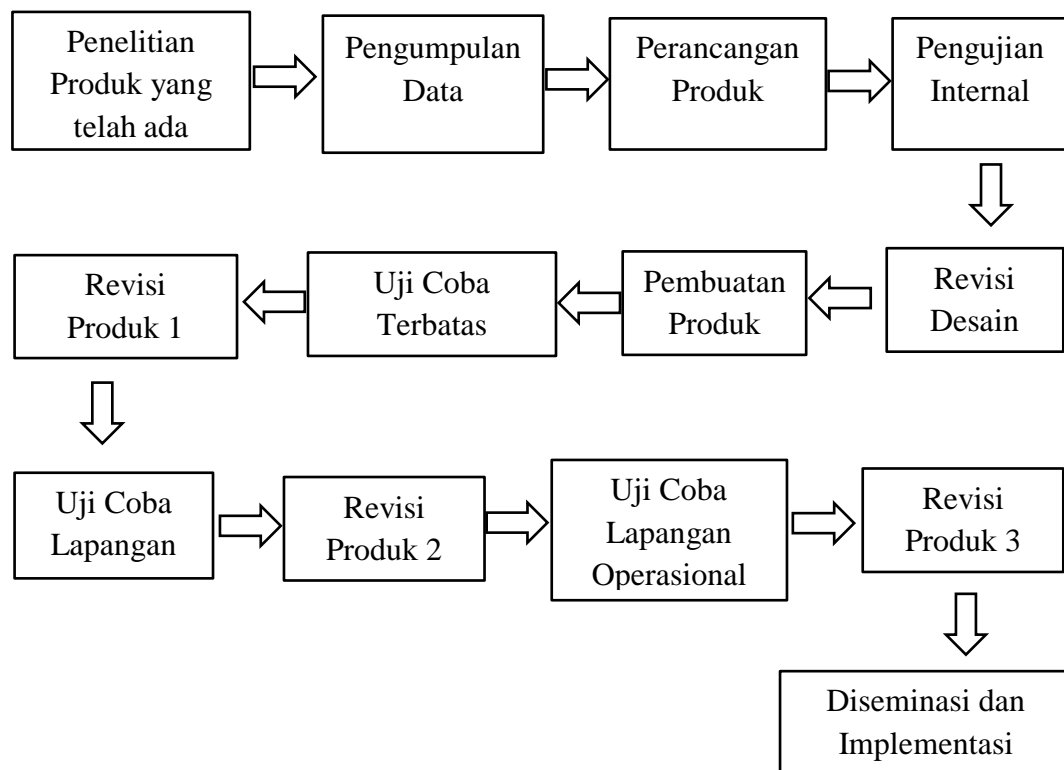 Penelitian
Produk yang
telah ada
Pengumpulan
Data
Perancangan
Produk
Pengujian
Internal
Revisi
Desain
Pembuatan
Produk
Uji Coba
Terbatas
Revisi
Produk 1
Uji Coba
Lapangan
Revisi
Produk 2
Uji Coba
Lapangan
Operasional
Revisi
Produk 3
Diseminasi dan
Implementasi